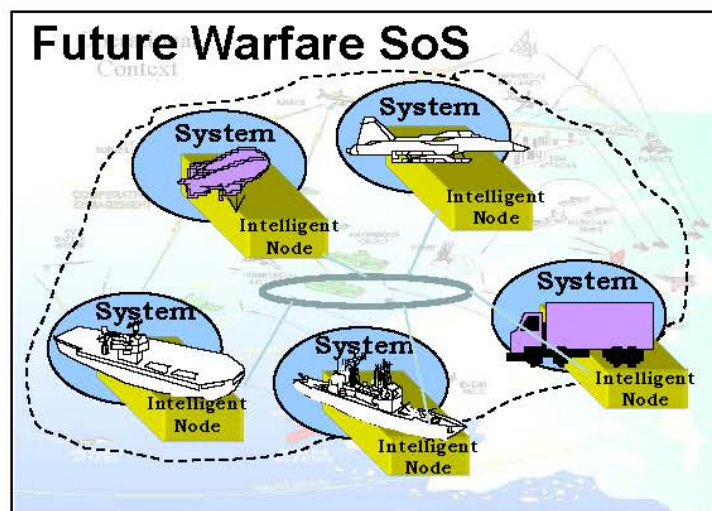 Future Warfare SoS
Context
System
System
Intelligent
Node
Intelligent
Node
System
System
System
Intelligent
Node
Intelligent
Node
Intelligent
Node